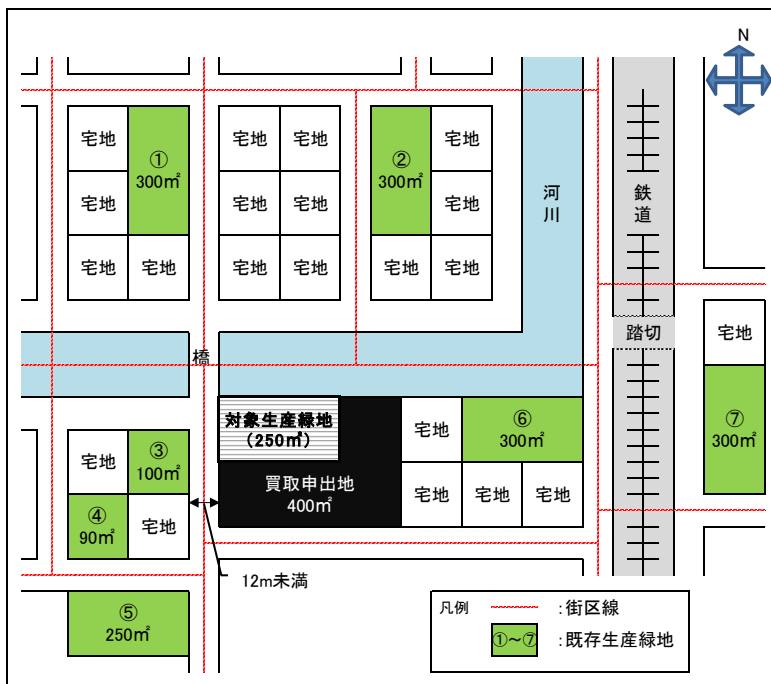 N
宅地
①
300㎡
宅地
宅地
宅地
宅地
宅地
宅地
宅地
宅地
宅地
宅地
②
300㎡
宅地
宅地
宅地
宅地
河川
鉄道
踏切
宅地
⑦
300㎡
橋
対象生産緑地
(250㎡)
買取申出地
400㎡
宅地
⑥
300㎡
宅地
宅地
宅地
宅地
③
100㎡
④
90㎡
宅地
12m未満
⑤
250㎡
凡例
:街区線
①~⑦
:既存生産緑地